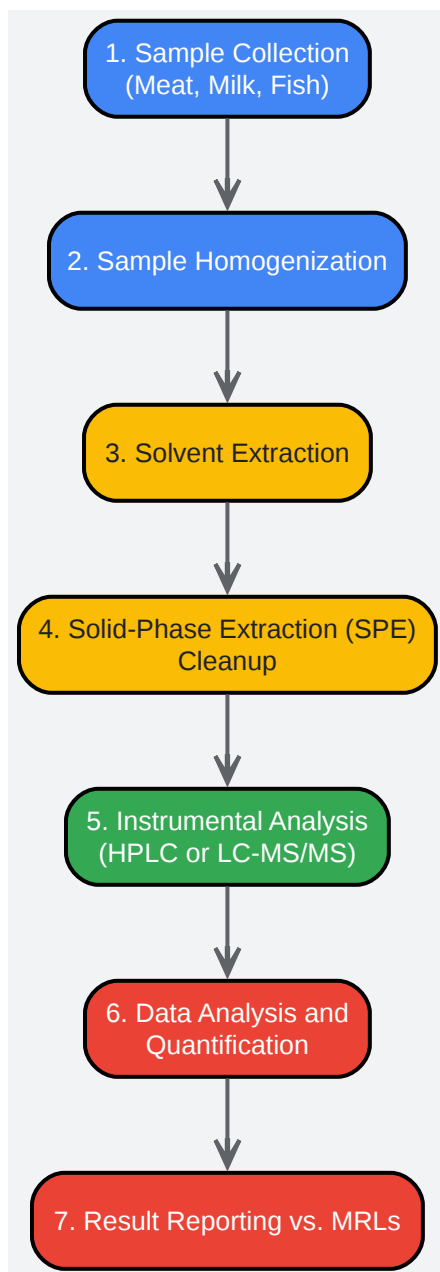 1. Sample Collection
(Meat, Milk, Fish)
2. Sample Homogenization
3. Solvent Extraction
4. Solid-Phase Extraction (SPE)
Cleanup
5. Instrumental Analysis
(HPLC or LC-MS/MS)
6. Data Analysis and
Quantification
7. Result Reporting vs. MRLs